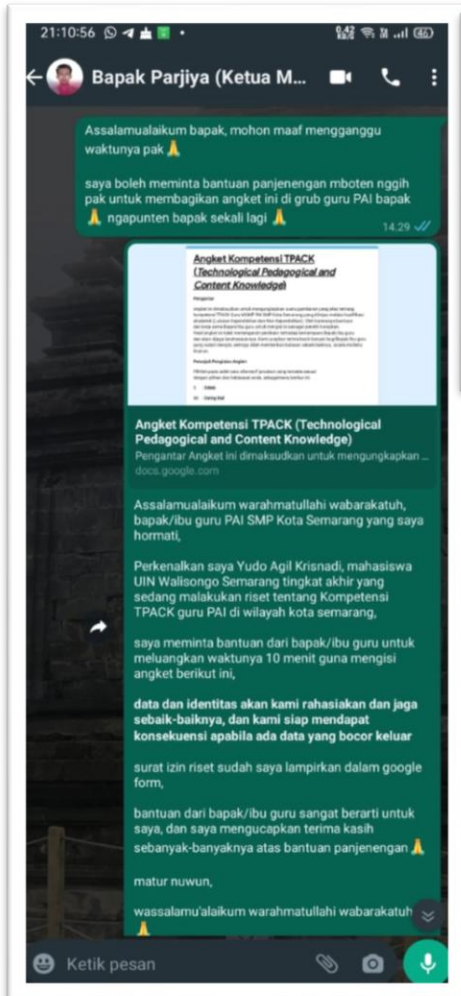 21:10:56
Bapak Parjiya (Ketua M...
Assalamualaikum bapak, mohon maaf mengganggu
waktunya pak 🙏
saya boleh meminta bantuan panjenengan mboten nggih
pak untuk membagikan angket ini di grub guru PAI bapak
🙏 ngapunten bapak sekali lagi 🙏
14.29
Angket Kompetensi TPACK
(Technological Pedagogical and
Content Knowledge)
Angket Kompetensi TPACK (Technological
Pedagogical and Content Knowledge)
Pengantar Angket ini dimaksudkan untuk mengungkapkan ...
docs.google.com
Assalamualaikum warahmatullahi wabarakatuh,
bapak/ibu guru PAI SMP Kota Semarang yang saya
hormati,
Perkenalkan saya Yudo Agil Krisnadi, mahasiswa
UIN Walisongo Semarang tingkat akhir yang
sedang malakukan riset tentang Kompetensi
TPACK guru PAI di wilayah kota semarang,
saya meminta bantuan dari bapak/ibu guru untuk
meluangkan waktunya 10 menit guna mengisi
angket berikut ini,
data dan identitas akan kami rahasiakan dan jaga
sebaik-baiknya, dan kami siap mendapat
konsekuensi apabila ada data yang bocor keluar
surat izin riset sudah saya lampirkan dalam google
form,
bantuan dari bapak/ibu guru sangat berarti untuk
saya, dan saya mengucapkan terima kasih
sebanyak-banyaknya atas bantuan panjenengan 🙏
matur nuwun,
wassalamu'alaikum warahmatullahi wabarakatuh
🙏
Ketik pesan